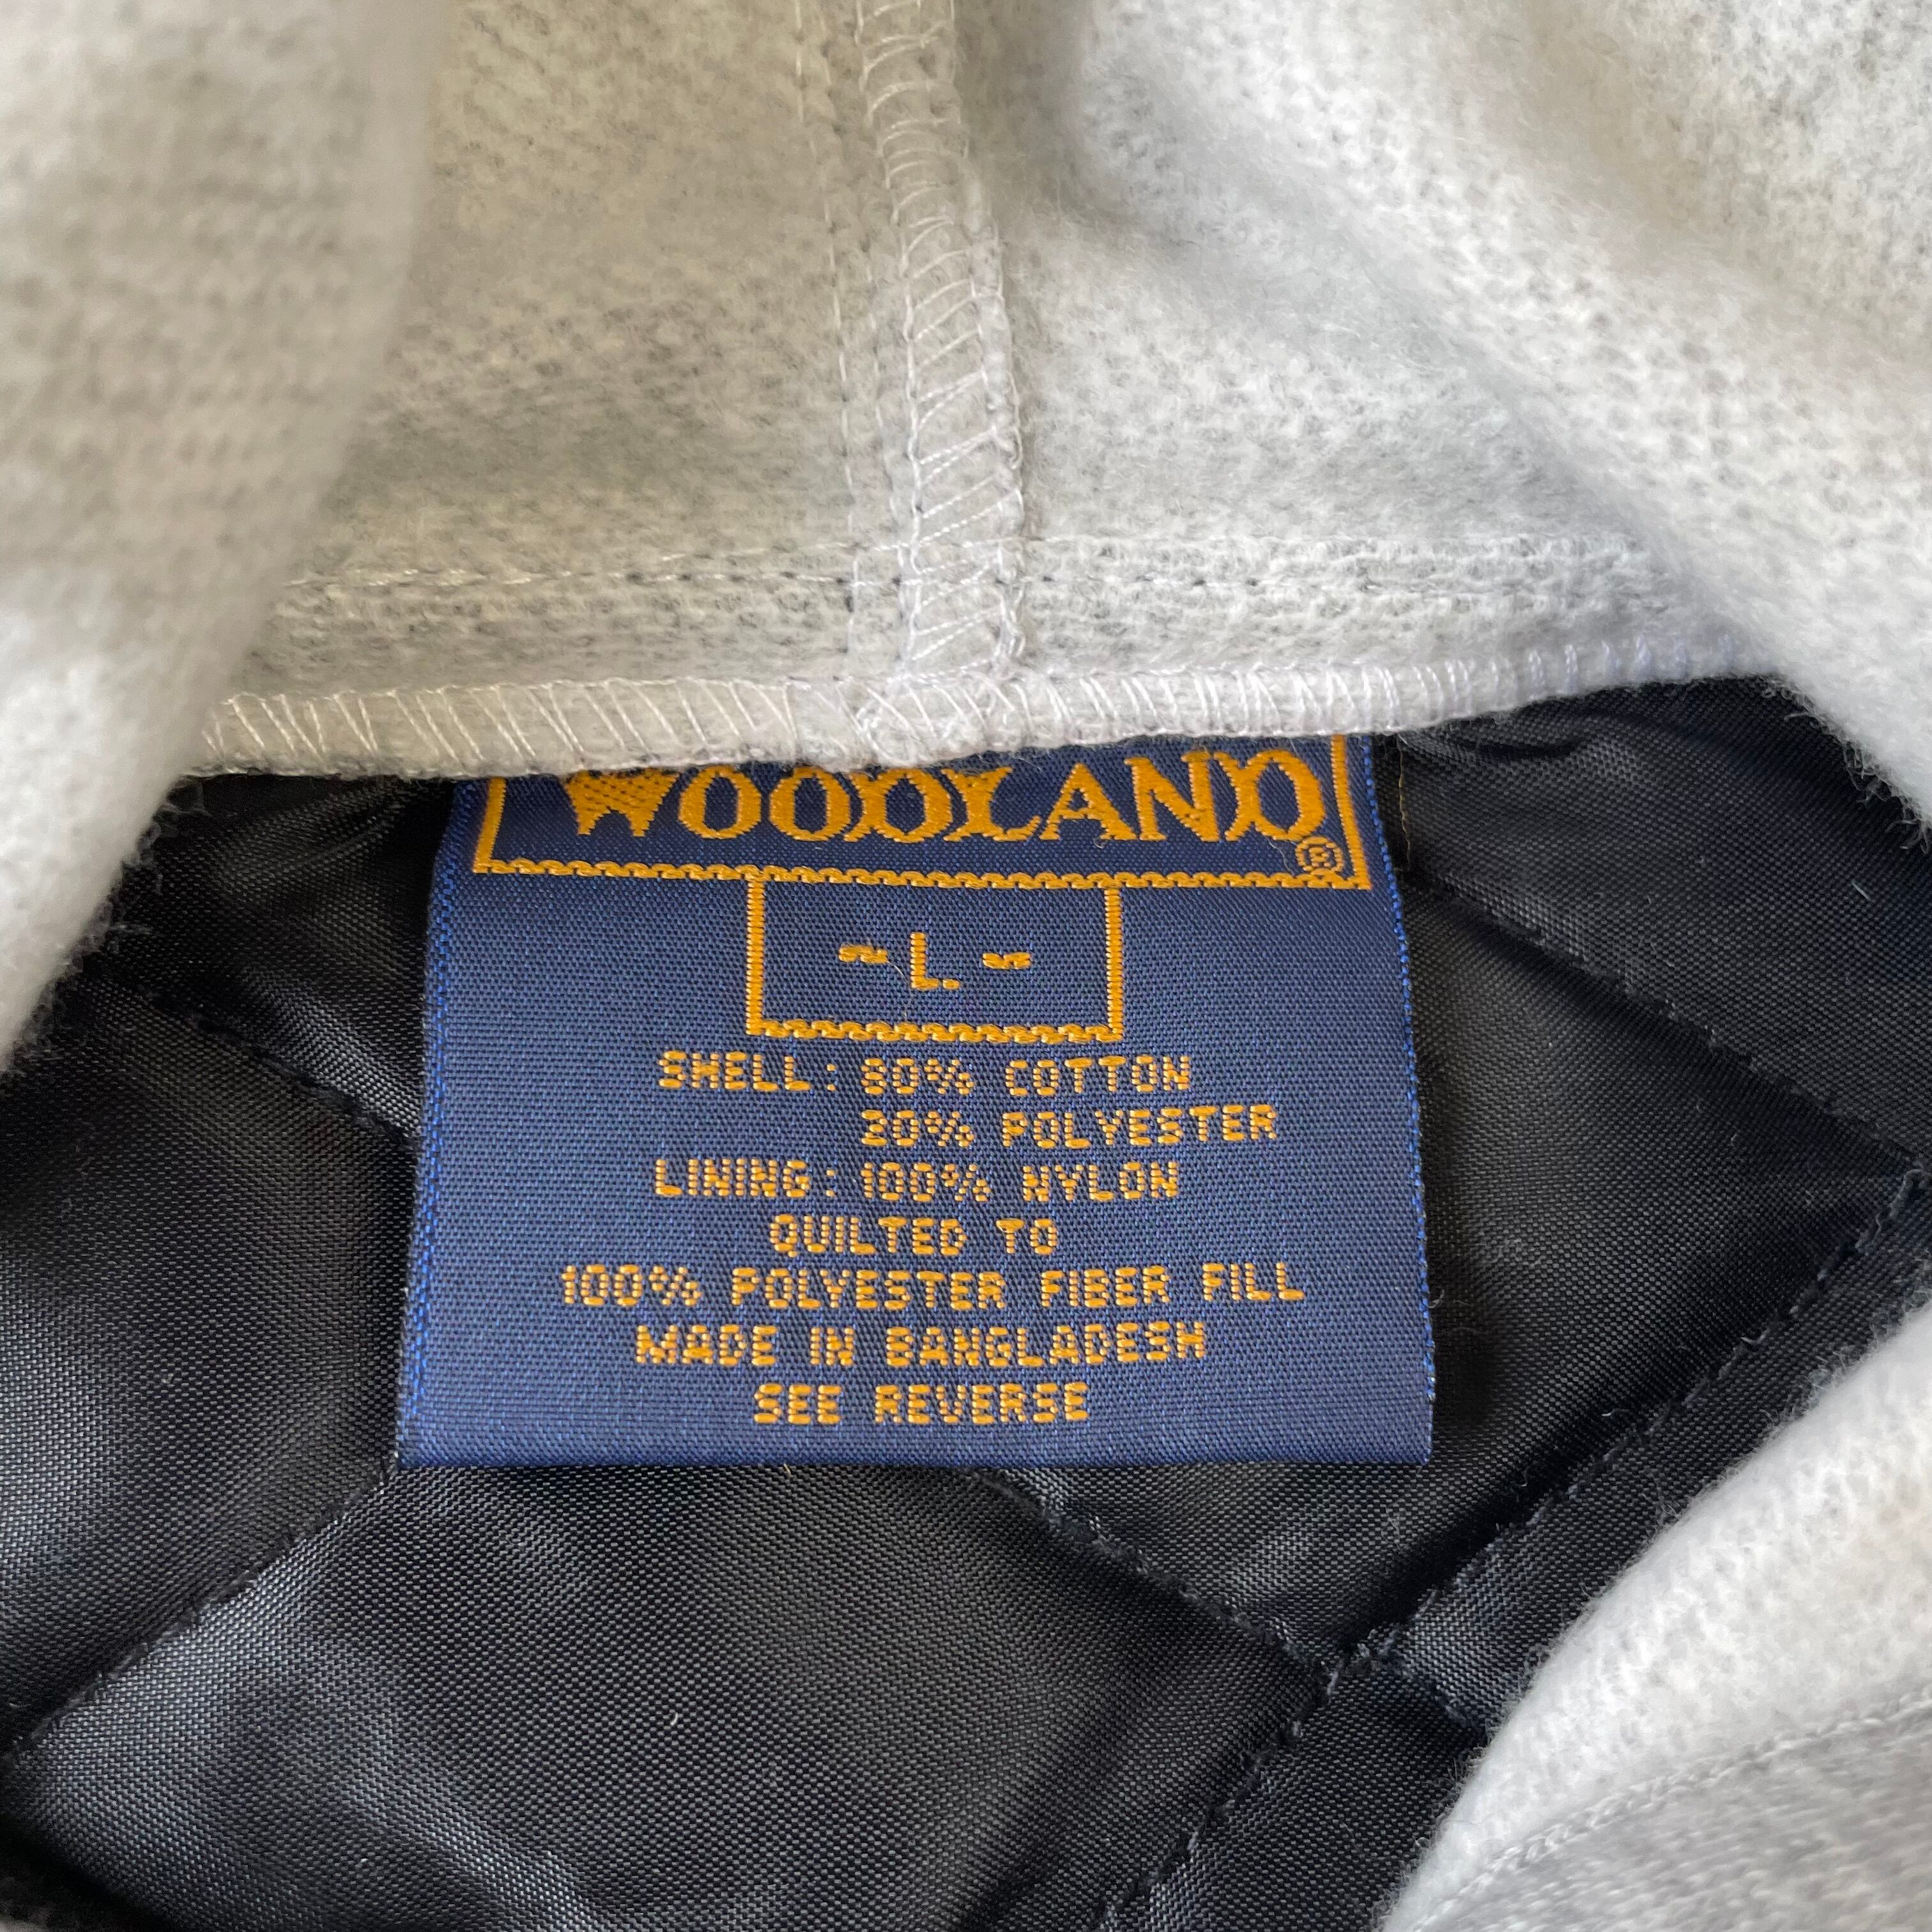 WOODLAND®
~ L. ~
SHELL: 80% COTTON
20% POLYESTER
LINING: 100% NYLON
QUILTED TO
100% POLYESTER FIBER FILL
MADE IN BANGLADESH
SEE REVERSE